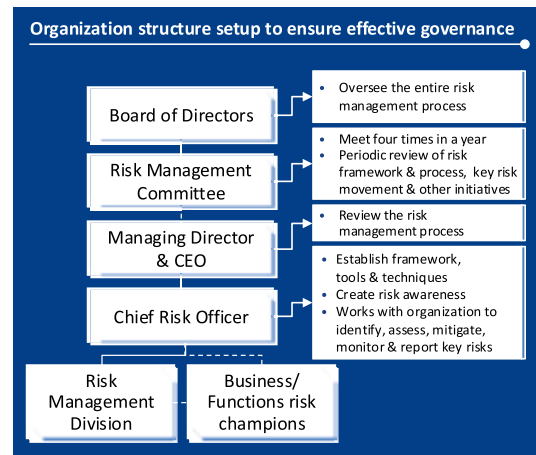 Organization structure setup to ensure effective governance
Board of Directors
• Oversee the entire risk
management process
Risk Management
Committee
• Meet four times in a year
• Periodic review of risk
framework & process, key risk
movement & other initiatives
Managing Director
& CEO
• Review the risk
management process
Chief Risk Officer
• Establish framework,
tools & techniques
• Create risk awareness
• Works with organization to
identify, assess, mitigate,
monitor & report key risks
Risk
Management
Division
Business/
Functions risk
champions